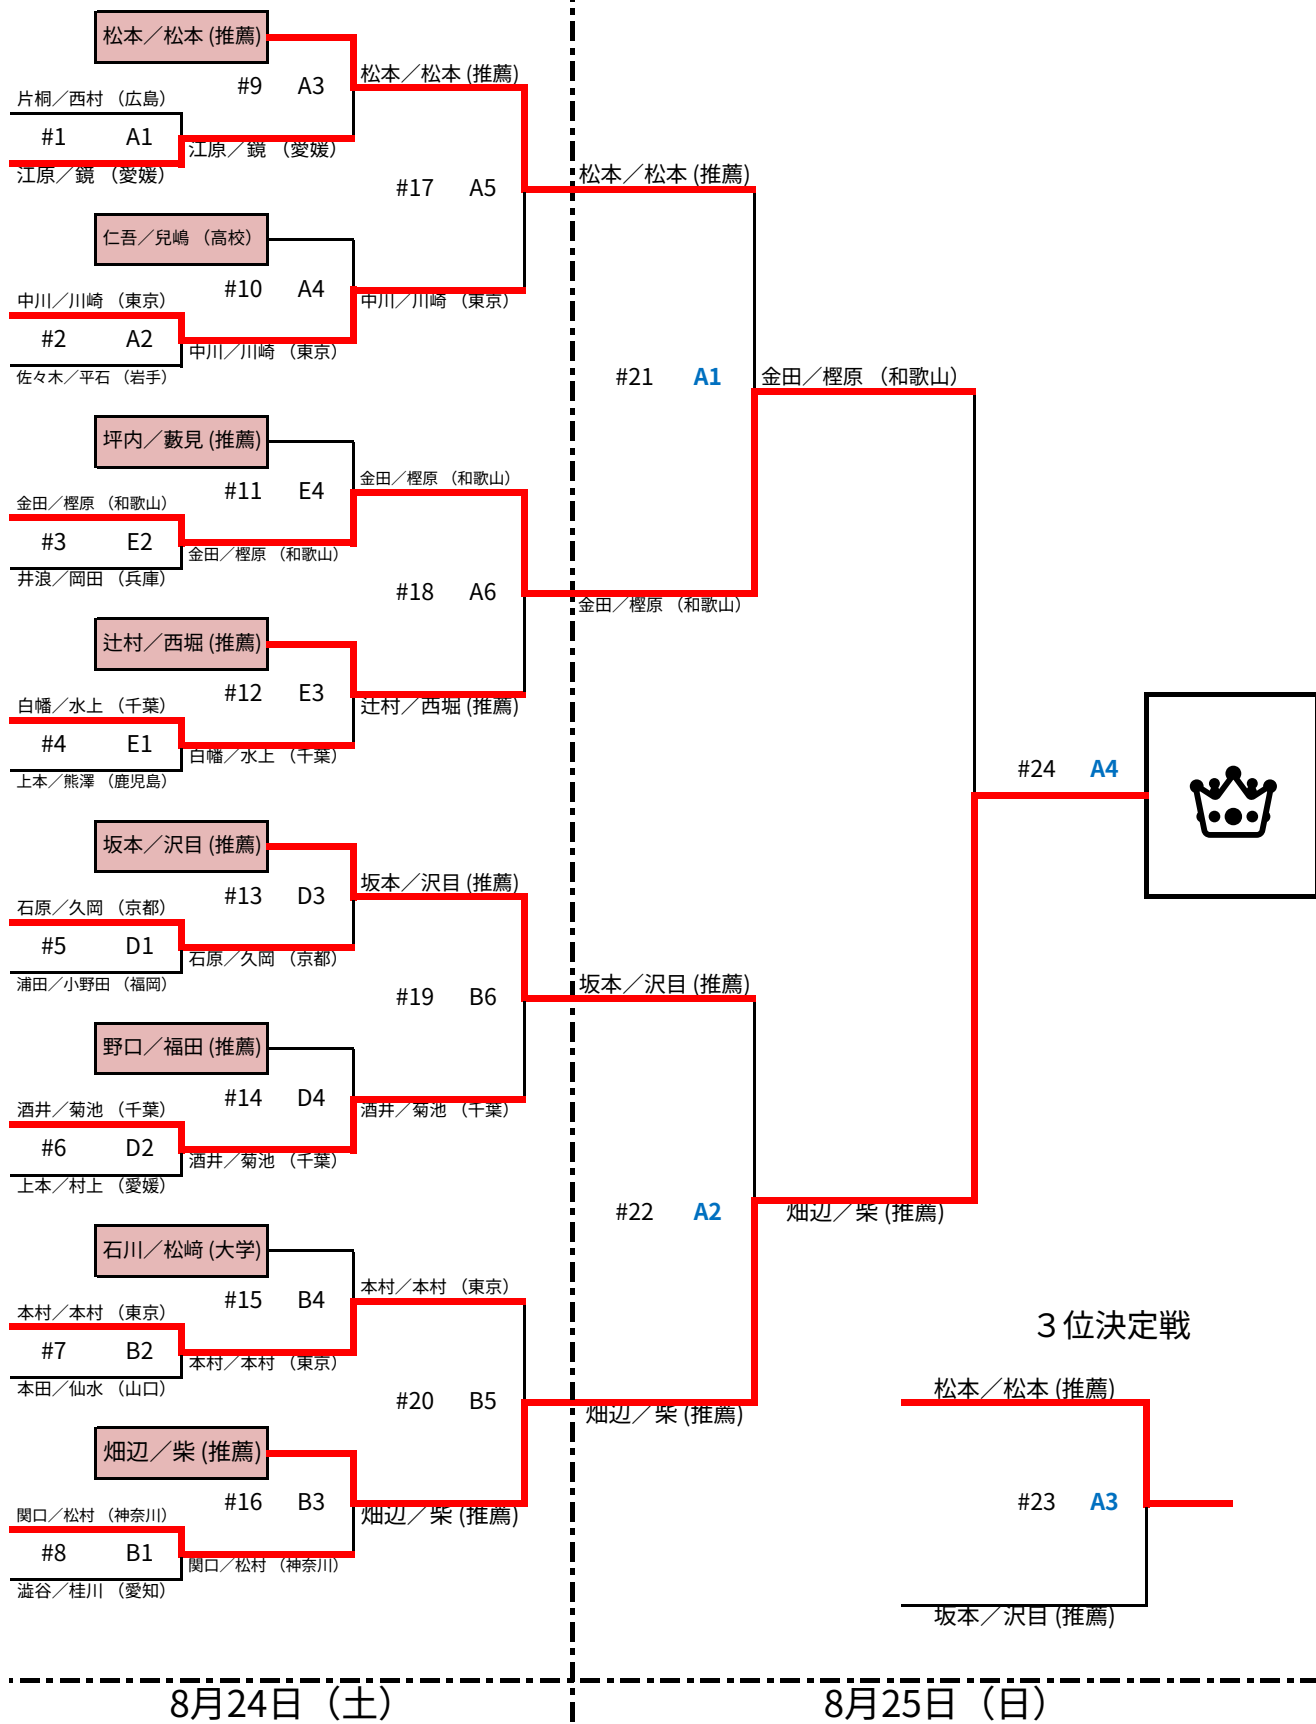 松本／松本 (推薦)
#9 A3
松本／松本 (推薦)
片桐／西村 （広島）
#1 A1
江原／鏡 （愛媛）
江原／鏡 （愛媛）
松本／松本 (推薦)
#17 A5
仁吾／兒嶋 （高校）
#10 A4
中川／川崎 （東京）
中川／川崎 （東京）
#2 A2
中川／川崎 （東京）
佐々木／平石 （岩手）
#21 A1
金田／樫原 （和歌山）
坪内／藪見 (推薦)
#11 E4
金田／樫原 （和歌山）
金田／樫原 （和歌山）
#3 E2
金田／樫原 （和歌山）
井浪／岡田 （兵庫）
#18 A6
金田／樫原 （和歌山）
辻村／西堀 (推薦)
#12 E3
辻村／西堀 (推薦)
白幡／水上 （千葉）
#4 E1
白幡／水上 （千葉）
上本／熊澤 （鹿児島）
#24 A4
坂本／沢目 (推薦)
#13 D3
坂本／沢目 (推薦)
石原／久岡 （京都）
#5 D1
石原／久岡 （京都）
浦田／小野田 （福岡）
#19 B6
坂本／沢目 (推薦)
野口／福田 (推薦)
#14 D4
酒井／菊池 （千葉）
酒井／菊池 （千葉）
#6 D2
酒井／菊池 （千葉）
上本／村上 （愛媛）
#22 A2
畑辺／柴 (推薦)
石川／松﨑 (大学)
#15 B4
本村／本村 （東京）
本村／本村 （東京）
#7 B2
本村／本村 （東京）
本田／仙水 （山口）
#20 B5
畑辺／柴 (推薦)
畑辺／柴 (推薦)
#16 B3
畑辺／柴 (推薦)
関口／松村 （神奈川）
#8 B1
関口／松村 （神奈川）
澁谷／桂川 （愛知）
３位決定戦
松本／松本 (推薦)
#23 A3
坂本／沢目 (推薦)
8月24日（土）
8月25日（日）